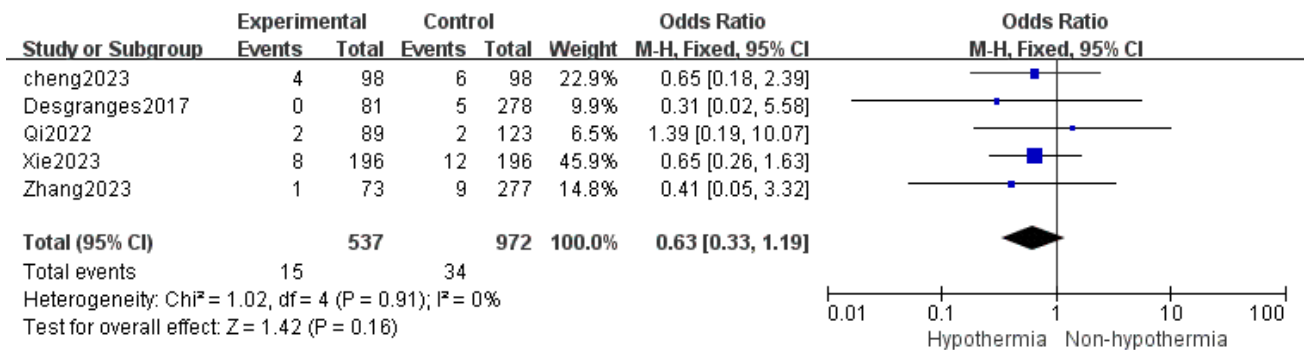 Experimental Control Odds Ratio Odds Ratio
Study or Subgroup Events Total Events Total Weight M-H, Fixed, 95% CI M-H, Fixed, 95% CI
cheng2023 4 98 6 98 22.9% 0.65 [0.18, 2.39]
Desgranges2017 0 81 5 278 9.9% 0.31 [0.02, 5.58]
Qi2022 2 89 2 123 6.5% 1.39 [0.19, 10.07]
Xie2023 8 196 12 196 45.9% 0.65 [0.26, 1.63]
Zhang2023 1 73 9 277 14.8% 0.41 [0.05, 3.32]
Total (95% CI) 537 972 100.0% 0.63 [0.33, 1.19]
Total events 15 34
Heterogeneity: Chi² = 1.02, df = 4 (P = 0.91); I² = 0%
Test for overall effect: Z = 1.42 (P = 0.16)
0.01 0.1 1 10 100
Hypothermia Non-hypothermia